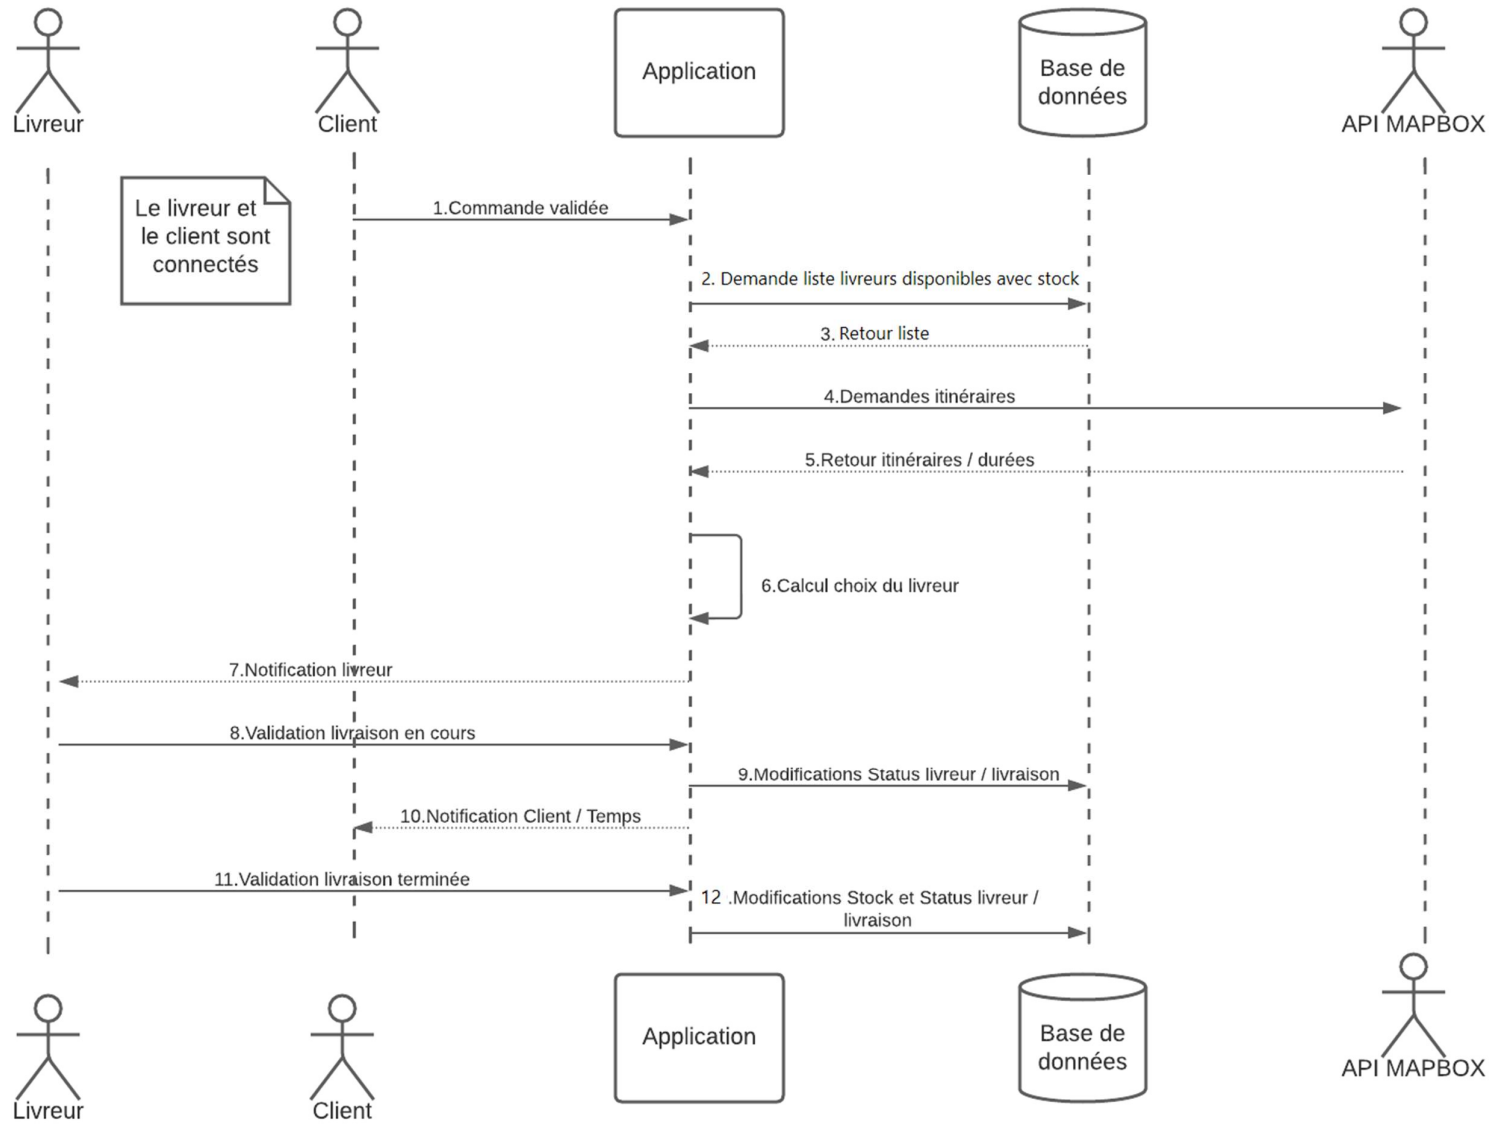 Livreur
Client
Application
Base de
données
API MAPBOX
Le livreur et
le client sont
connectés
1.Commande validée
2. Demande liste livreurs disponibles avec stock
3. Retour liste
4.Demandes itinéraires
5.Retour itinéraires / durées
6.Calcul choix du livreur
7.Notification livreur
8.Validation livraison en cours
9.Modifications Status livreur / livraison
10.Notification Client / Temps
11.Validation livraison terminée
12 .Modifications Stock et Status livreur /
livraison
Livreur
Client
Application
Base de
données
API MAPBOX